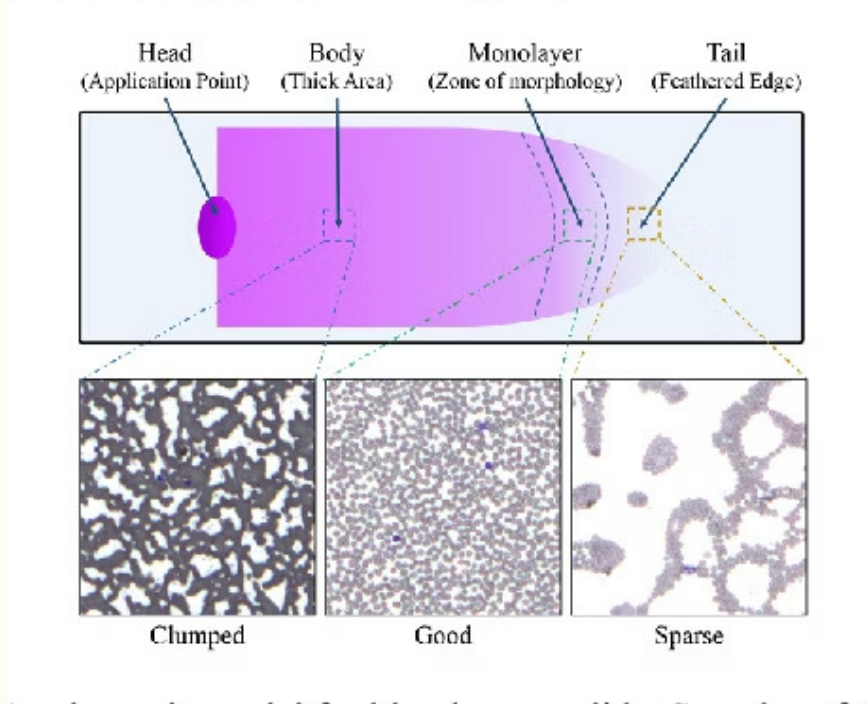 Head
(Application Point)
Body
(Thick Area)
Monolayer
(Zone of morphology)
Tail
(Feathered Edge)
Clumped
Good
Sparse